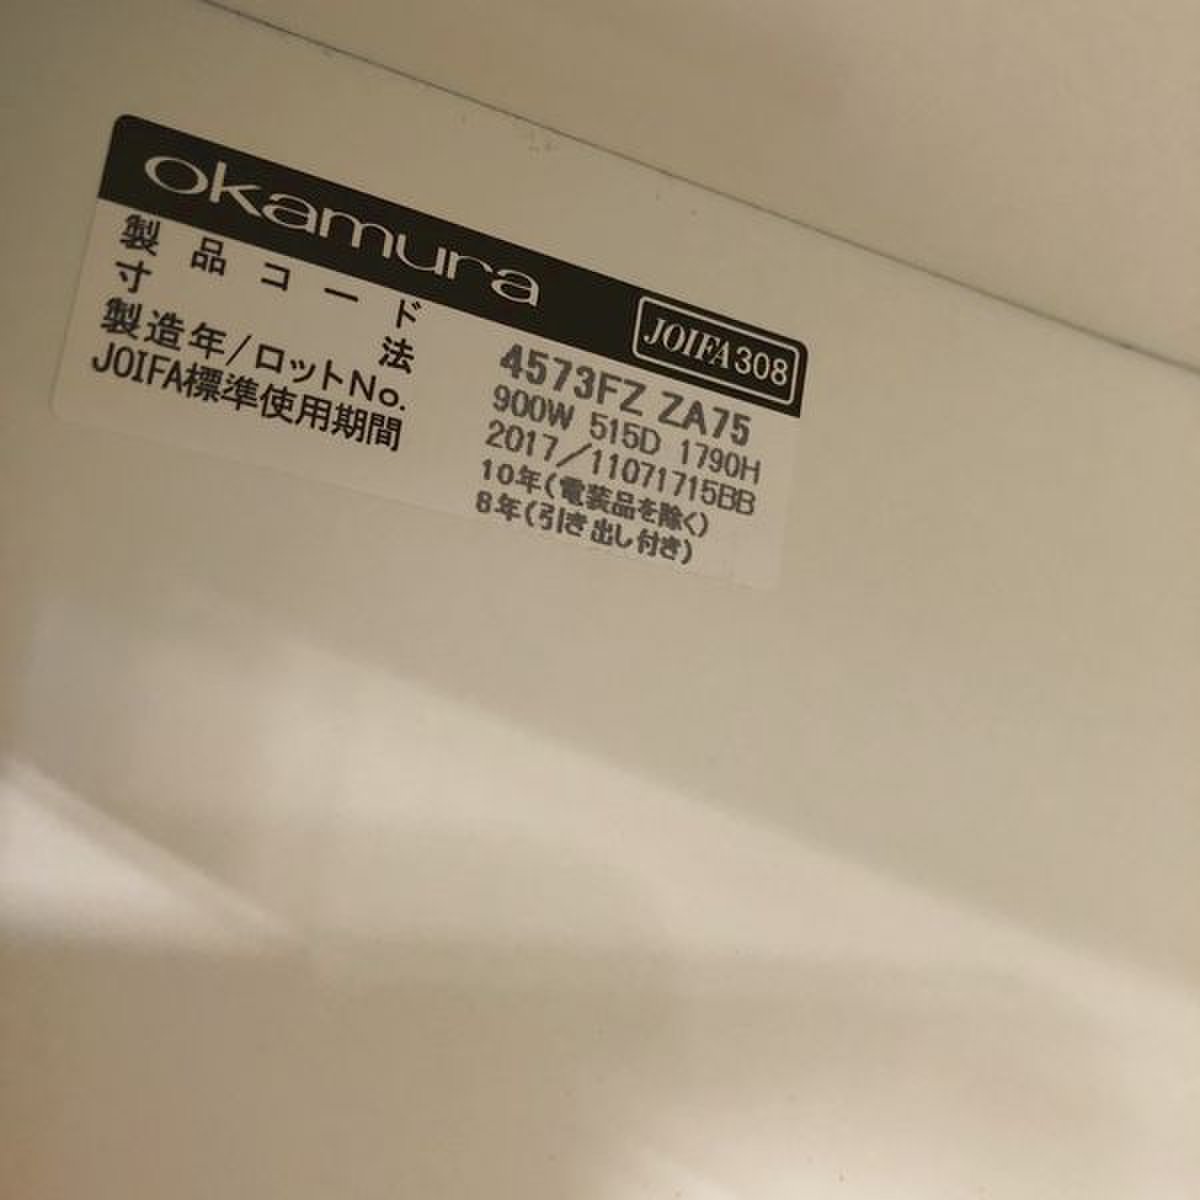 okamura
JOIFA 308
製品コード 4573FZ ZA75
寸法 900W 515D 1790H
製造年/ロットNo. 2017/11071715BB
JOIFA標準使用期間 10年(電装品を除く)
8年(引き出し付き)